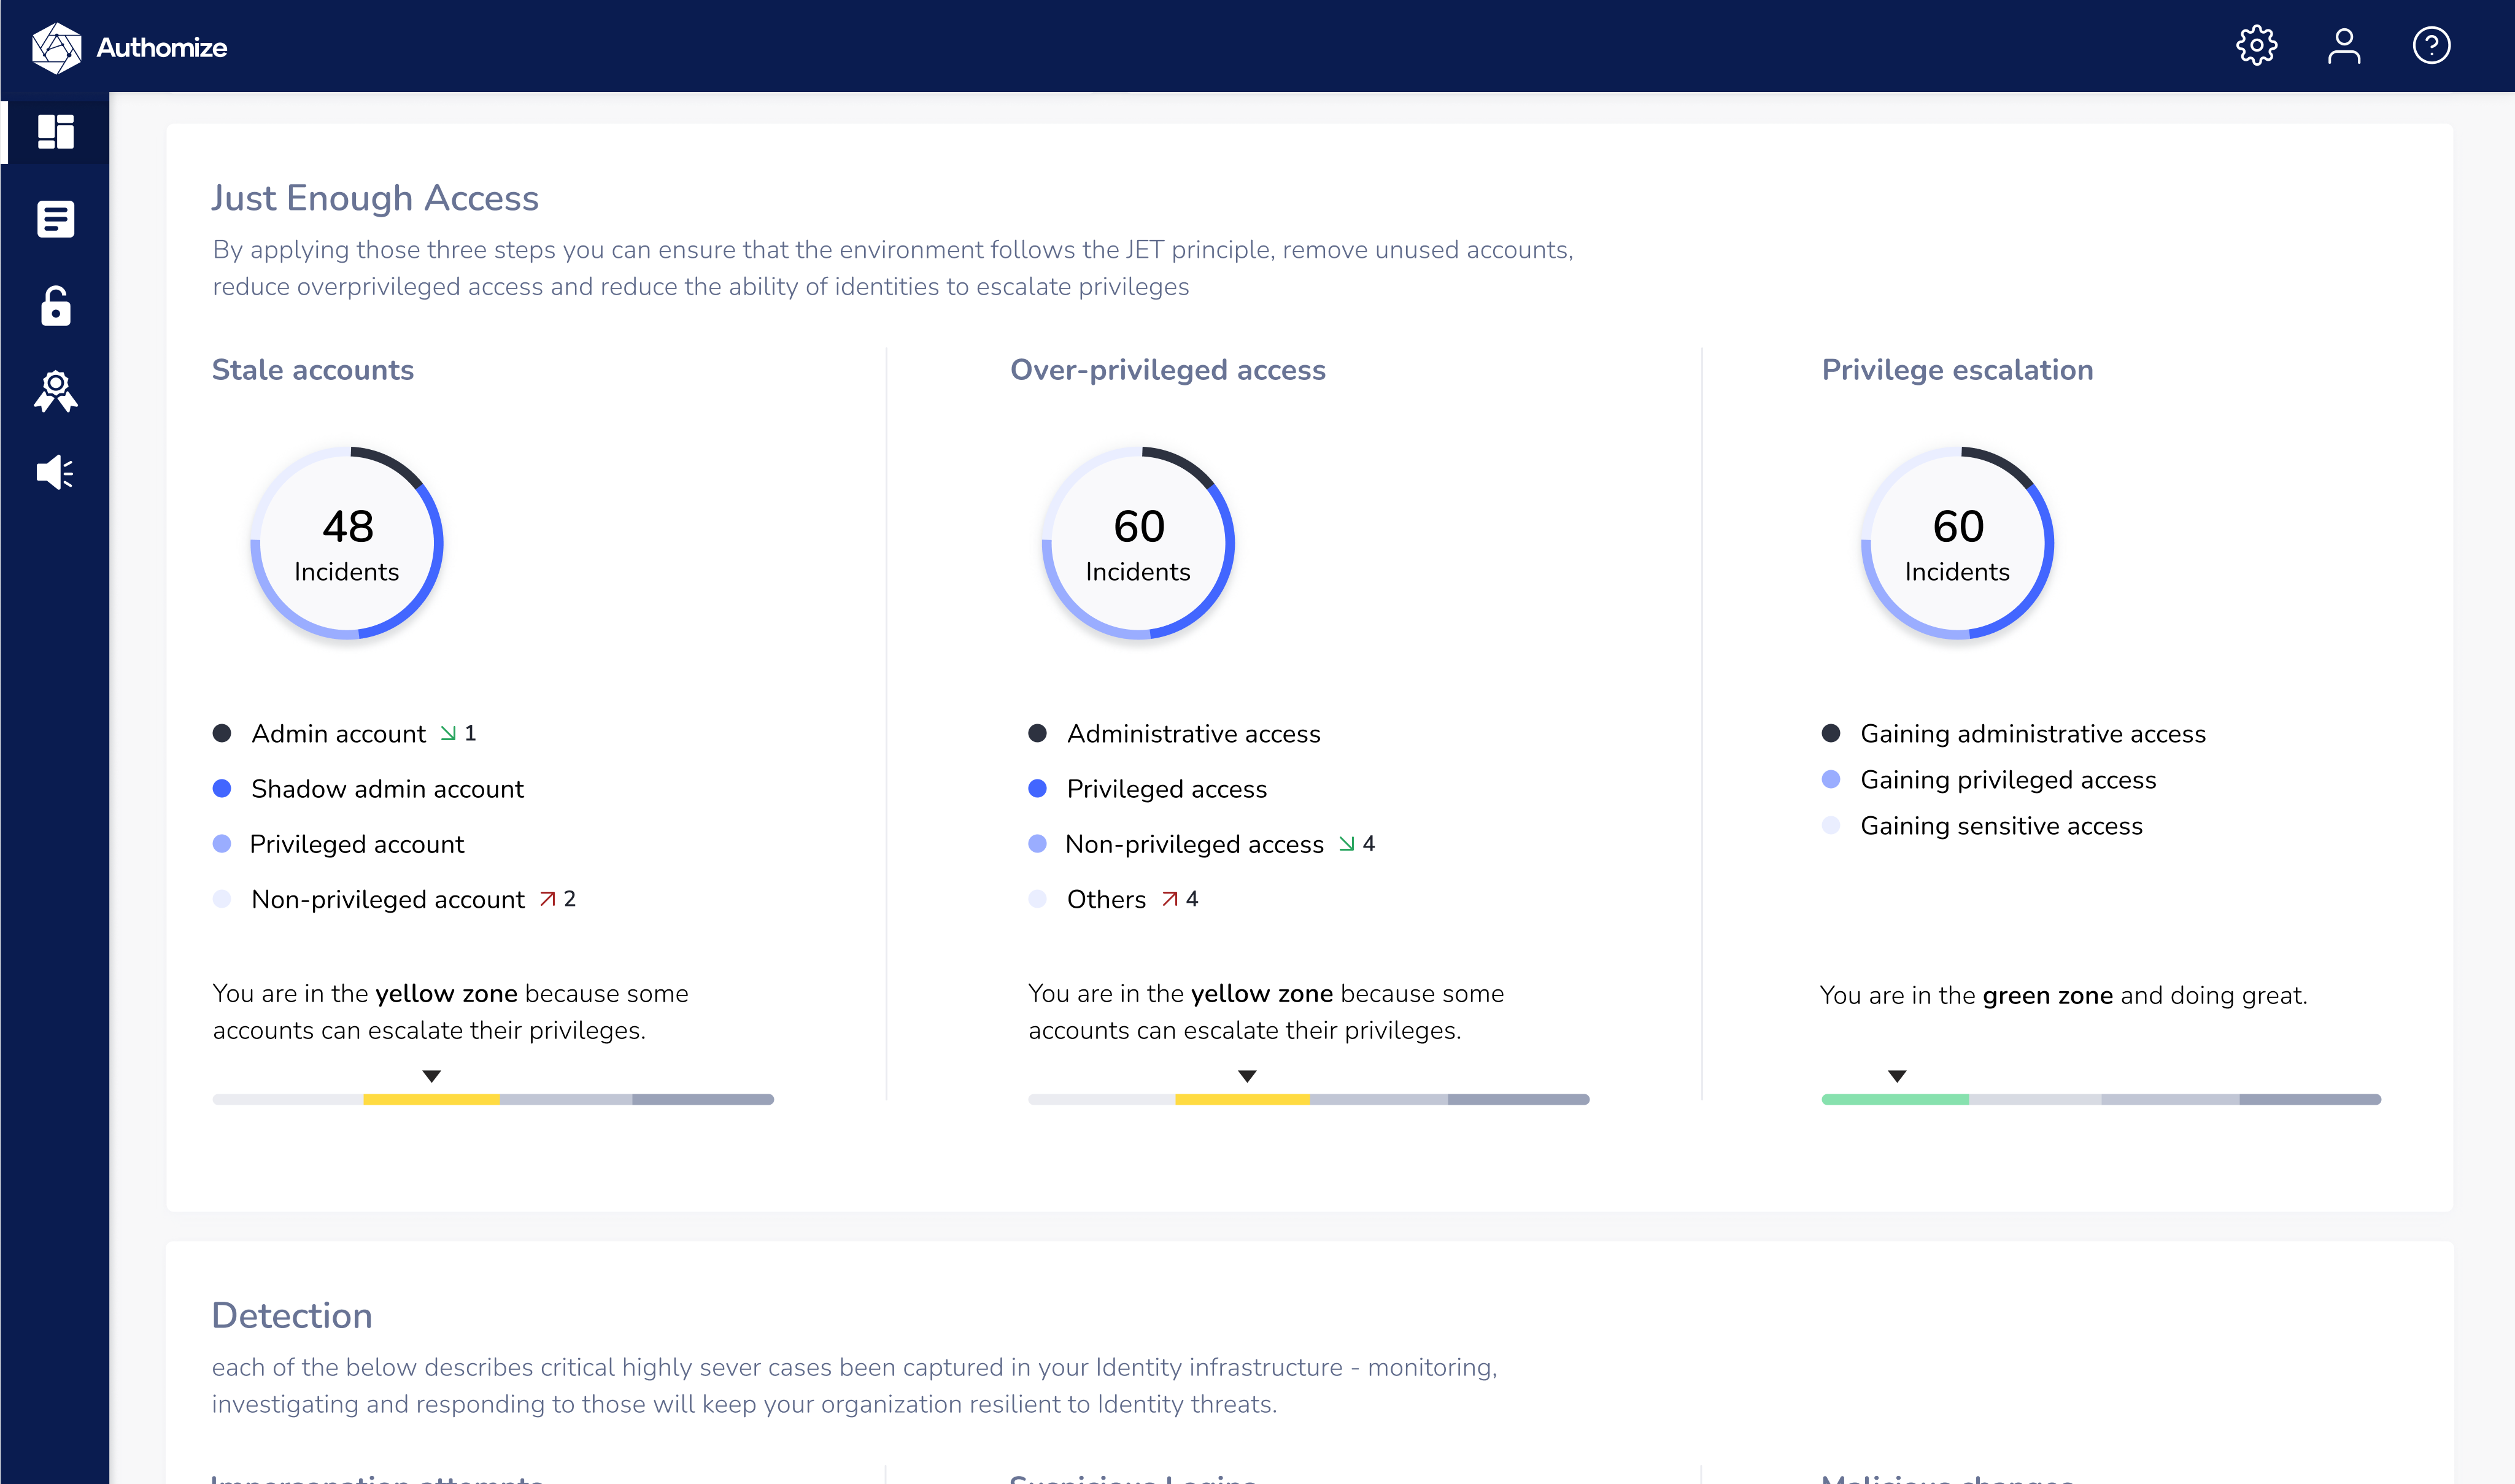 Authomize
Just Enough Access
By applying those three steps you can ensure that the environment follows the JET principle, remove unused accounts,
reduce overprivileged access and reduce the ability of identities to escalate privileges
Stale accounts
48
Incidents
Admin account 1
Shadow admin account
Privileged account
Non-privileged account 2
You are in the yellow zone because some
accounts can escalate their privileges.
Over-privileged access
60
Incidents
Administrative access
Privileged access
Non-privileged access 4
Others 4
You are in the yellow zone because some
accounts can escalate their privileges.
Privilege escalation
60
Incidents
Gaining administrative access
Gaining privileged access
Gaining sensitive access
You are in the green zone and doing great.
Detection
each of the below describes critical highly sever cases been captured in your Identity infrastructure - monitoring,
investigating and responding to those will keep your organization resilient to Identity threats.
Impersonation attempts
Suspicious Logins
Malicious changes